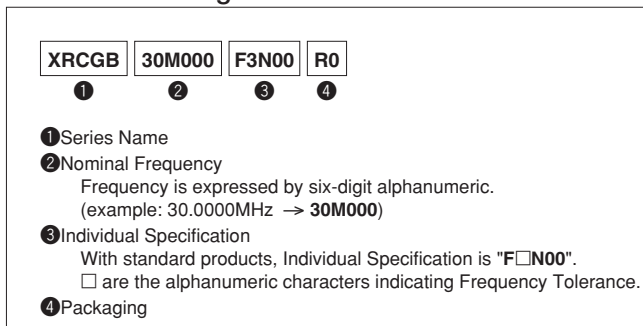 XRCGB 30M000 F3N00 R0
❶ ❷ ❸ ❹
❶Series Name
❷Nominal Frequency
Frequency is expressed by six-digit alphanumeric.
(example: 30.0000MHz → 30M000)
❸Individual Specification
With standard products, Individual Specification is "F□N00".
□ are the alphanumeric characters indicating Frequency Tolerance.
❹Packaging